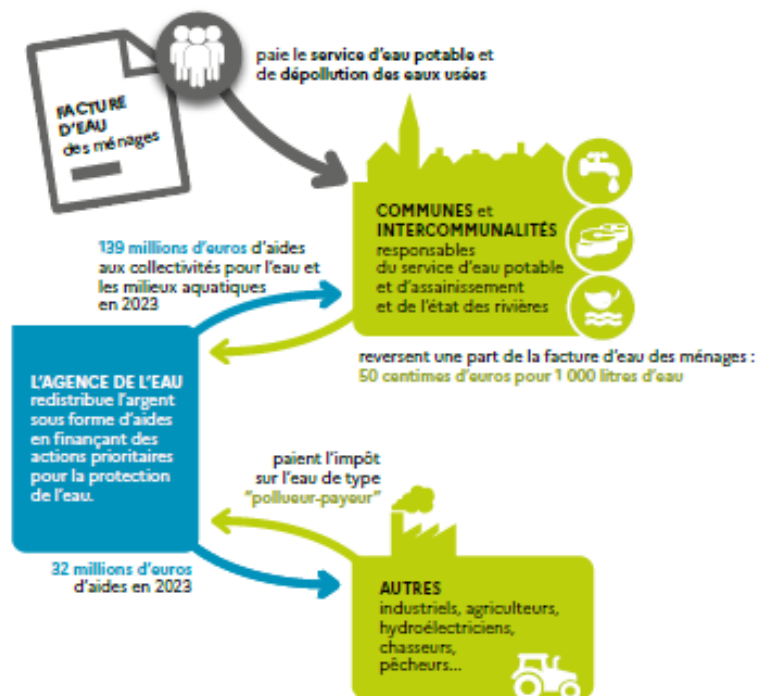 FACTURE
D'EAU
des ménages
paie le service d'eau potable et
de dépollution des eaux usées
COMMUNES et
INTERCOMMUNALITÉS
responsables
du service d'eau potable
et d'assainissement
et de l'état des rivières
139 millions d'euros d'aides
aux collectivités pour l'eau et
les milieux aquatiques
en 2023
reversent une part de la facture d'eau des ménages :
50 centimes d'euros pour 1 000 litres d'eau
L'AGENCE DE L'EAU
redistribue l'argent
sous forme d'aides
en finançant des
actions prioritaires
pour la protection
de l'eau.
paient l'impôt
sur l'eau de type
"pollueur-payeur"
32 millions d'euros
d'aides en 2023
AUTRES
industriels, agriculteurs,
hydroélectriciens,
chasseurs,
pêcheurs...